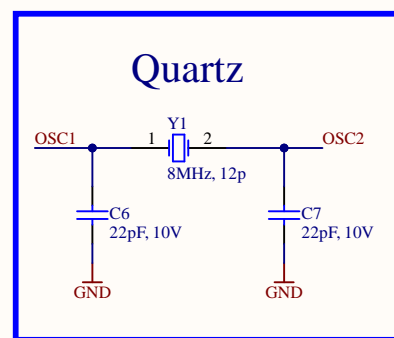 Quartz
Y1
OSC1
1
2
OSC2
8MHz, 12p
C6
22pF, 10V
C7
22pF, 10V
GND
GND